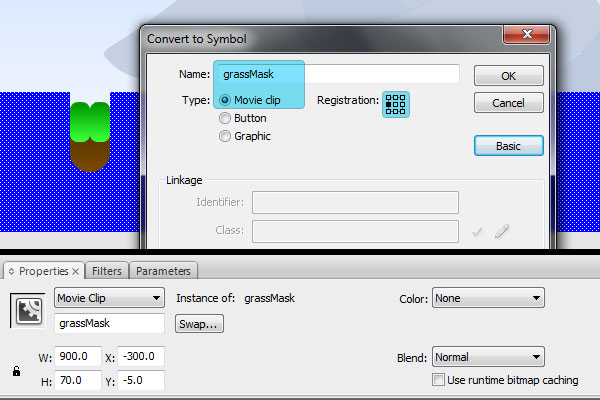 Convert to Symbol
Name: grassMask
OK
Type: Movie clip Registration:
Cancel
Button
Graphic
Basic
Linkage
Identifier:
Class:
Properties × Filters Parameters
Movie Clip Instance of: grassMask Color: None
grassMask Swap...
W: 900.0 X: -300.0 Blend: Normal
H: 70.0 Y: -5.0 Use runtime bitmap caching